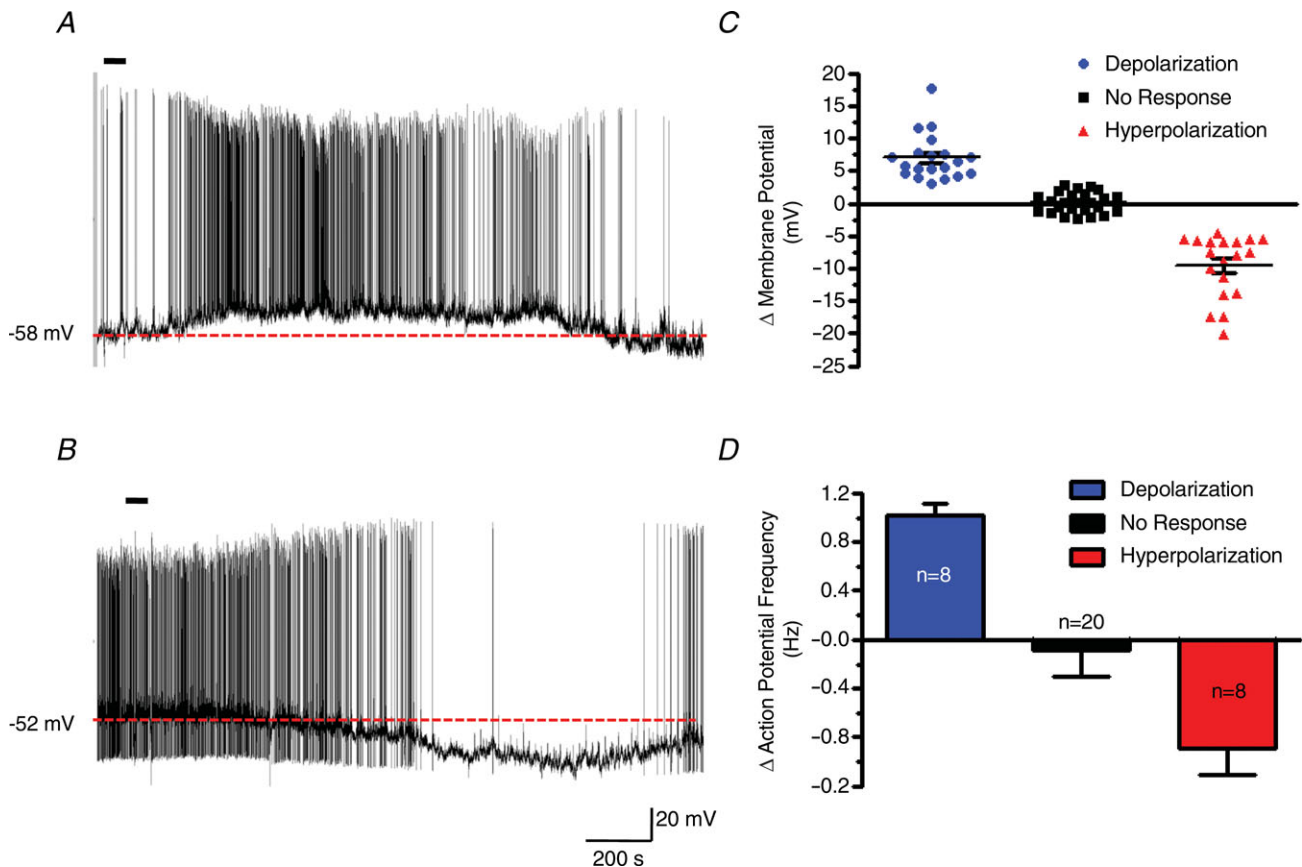 A
-58 mV
B
-52 mV
20 mV
200 s
C
Depolarization
No Response
Hyperpolarization
Δ Membrane Potential
(mV)
20
15
10
5
0
-5
-10
-15
-20
-25
D
Depolarization
No Response
Hyperpolarization
Δ Action Potential Frequency
(Hz)
1.2
0.8
0.4
-0.0
-0.4
-0.8
-0.2
n=8
n=20
n=8